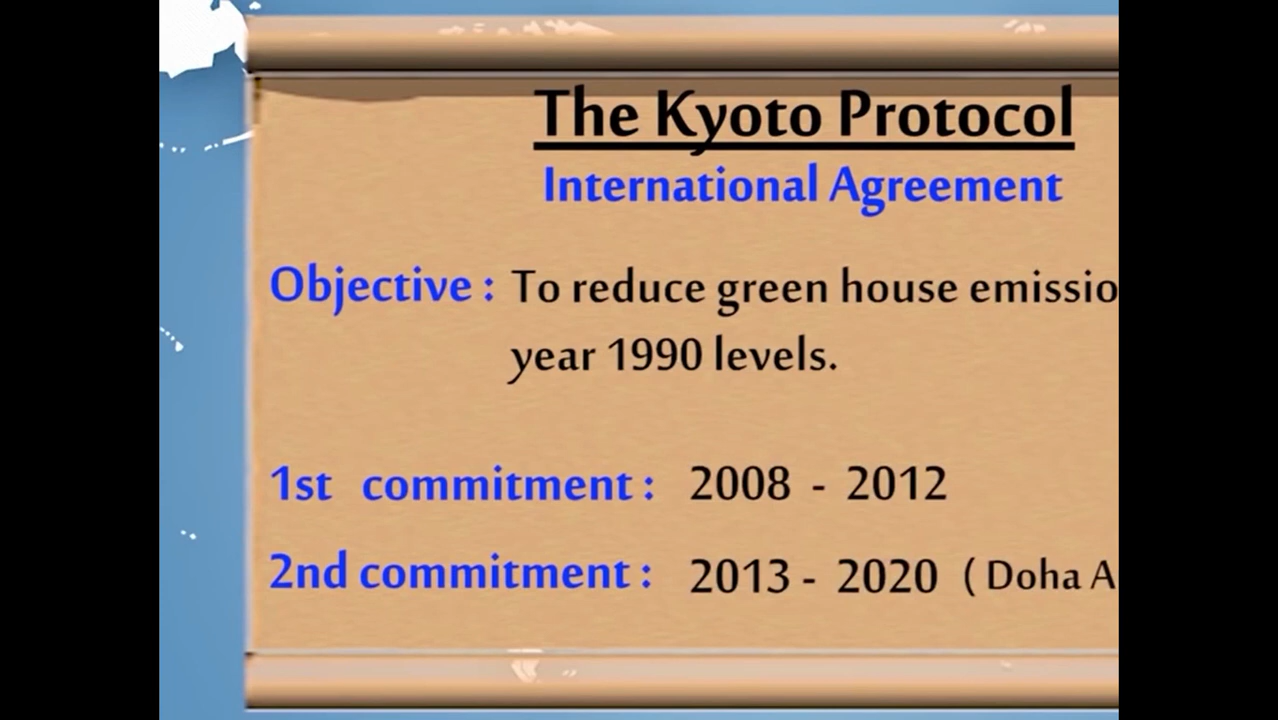 The Kyoto Protocol
International Agreement
Objective : To reduce green house emissio
year 1990 levels.
1st commitment : 2008 - 2012
2nd commitment : 2013 - 2020 ( Doha A